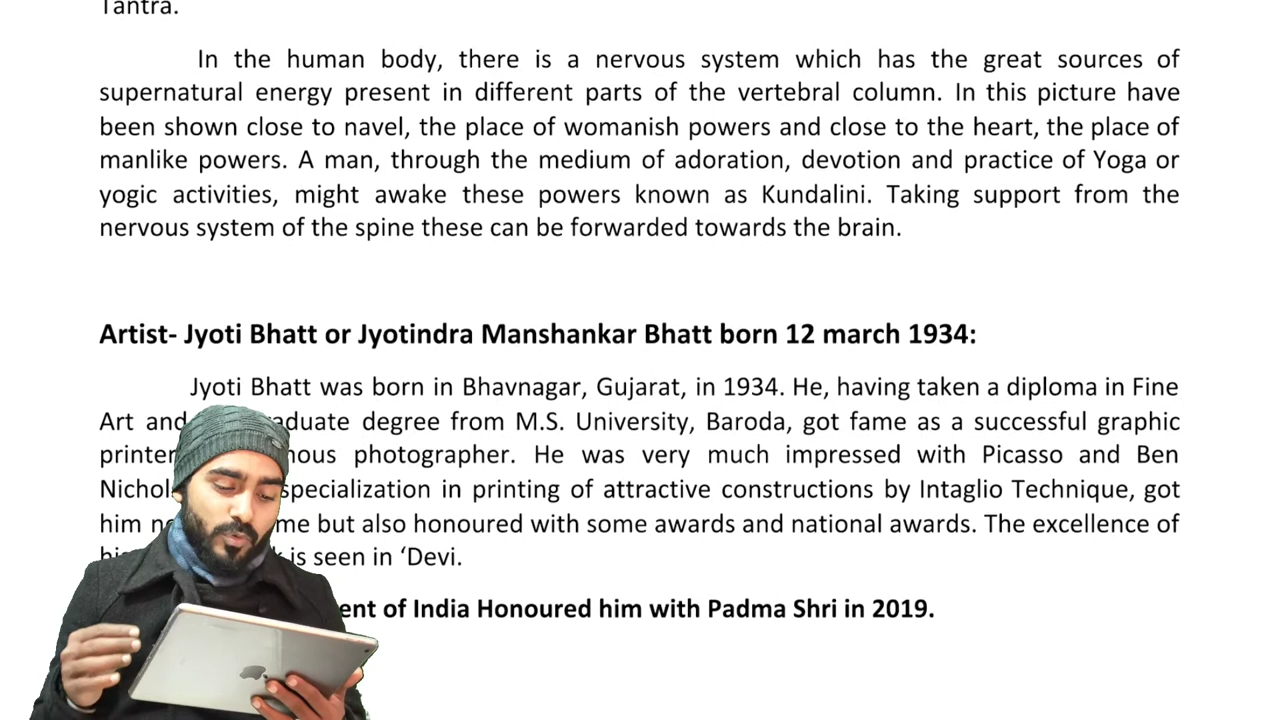 Tantra.
In the human body, there is a nervous system which has the great sources of
supernatural energy present in different parts of the vertebral column. In this picture have
been shown close to navel, the place of womanish powers and close to the heart, the place of
manlike powers. A man, through the medium of adoration, devotion and practice of Yoga or
yogic activities, might awake these powers known as Kundalini. Taking support from the
nervous system of the spine these can be forwarded towards the brain.
Artist- Jyoti Bhatt or Jyotindra Manshankar Bhatt born 12 march 1934:
Jyoti Bhatt was born in Bhavnagar, Gujarat, in 1934. He, having taken a diploma in Fine
Art and degree from M.S. University, Baroda, got fame as a successful graphic
photographer. He was very much impressed with Picasso and Ben
specialization in printing of attractive constructions by Intaglio Technique, got
him but also honoured with some awards and national awards. The excellence of
is seen in ‘Devi.
of India Honoured him with Padma Shri in 2019.